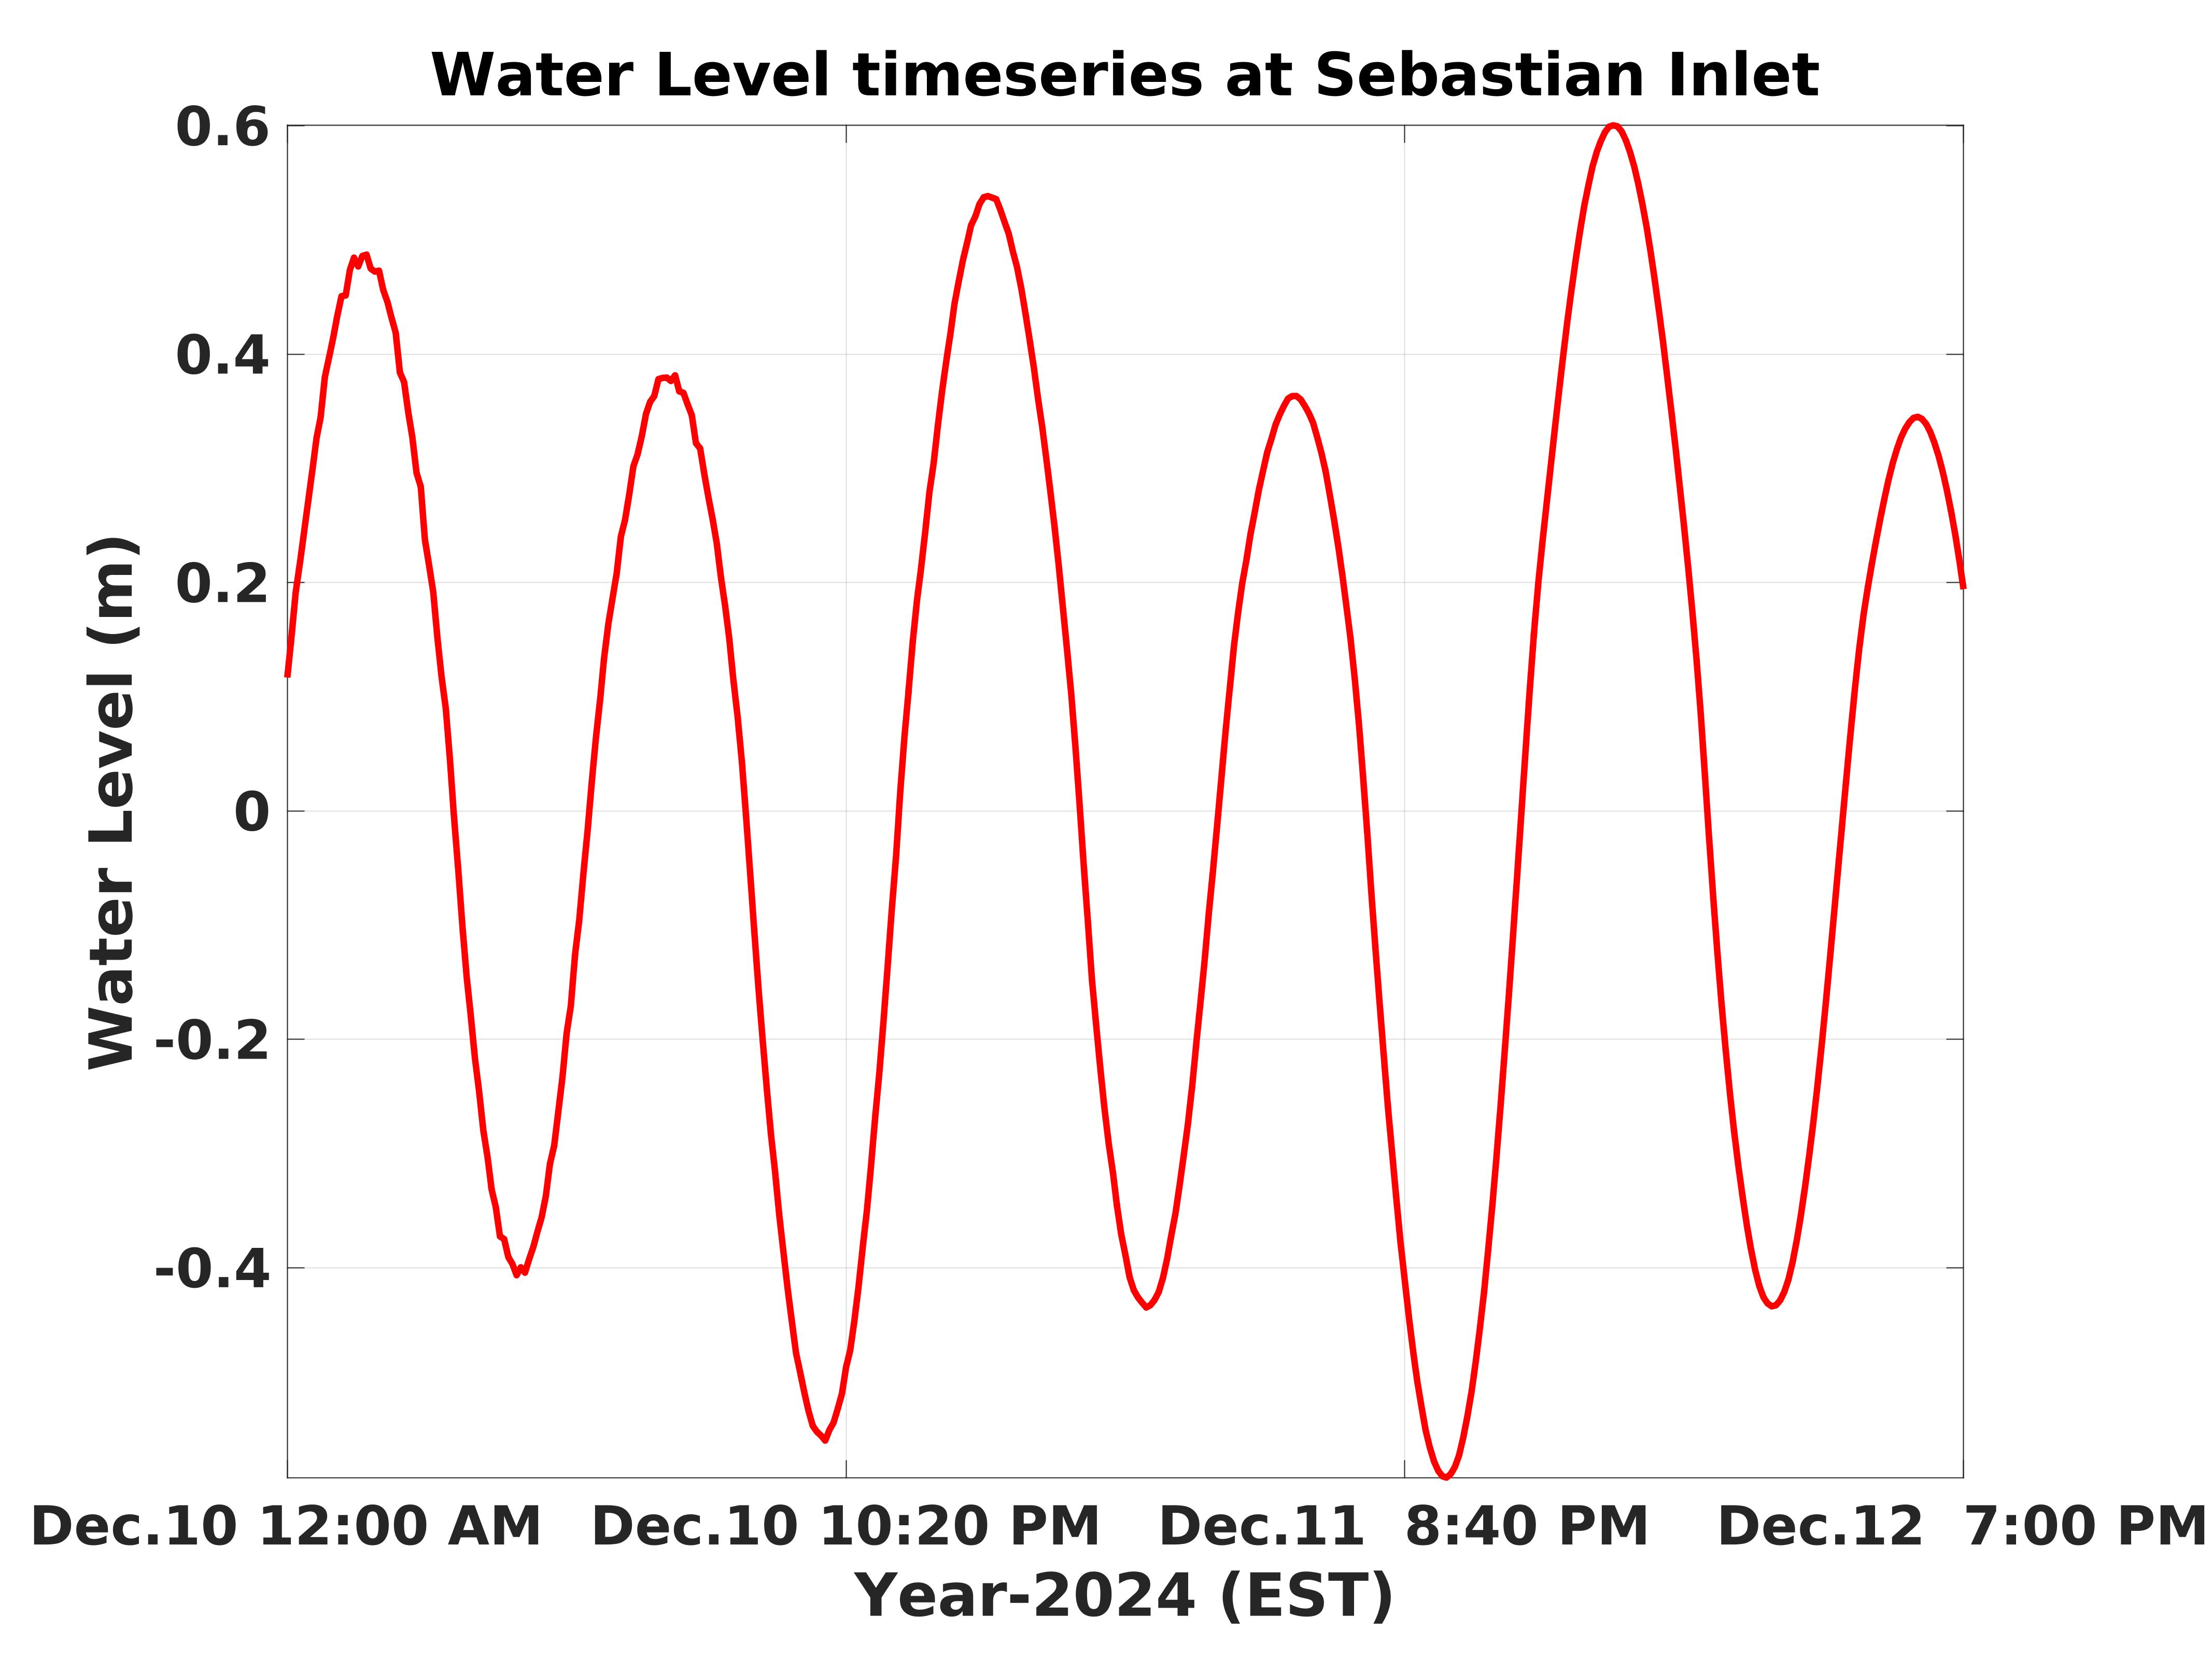 Water Level timeseries at Sebastian Inlet
0.6
0.4
0.2
0
-0.2
-0.4
Water Level (m)
Dec.10 12:00 AM Dec.10 10:20 PM Dec.11 8:40 PM Dec.12 7:00 PM
Year-2024 (EST)